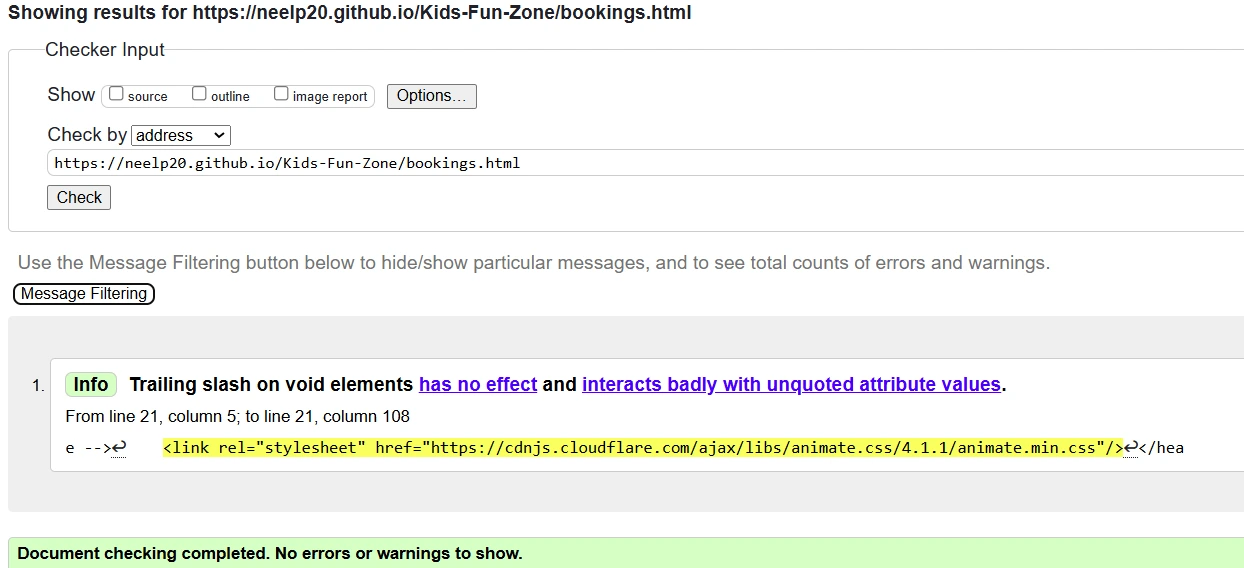 Showing results for https://neelp20.github.io/Kids-Fun-Zone/bookings.html
Checker Input
Show source outline image report Options...
Check by address
https://neelp20.github.io/Kids-Fun-Zone/bookings.html
Check
Use the Message Filtering button below to hide/show particular messages, and to see total counts of errors and warnings.
Message Filtering
1. Info Trailing slash on void elements has no effect and interacts badly with unquoted attribute values.
From line 21, column 5; to line 21, column 108
e -->↩ <link rel="stylesheet" href="https://cdnjs.cloudflare.com/ajax/libs/animate.css/4.1.1/animate.min.css"/>↩</hea
Document checking completed. No errors or warnings to show.